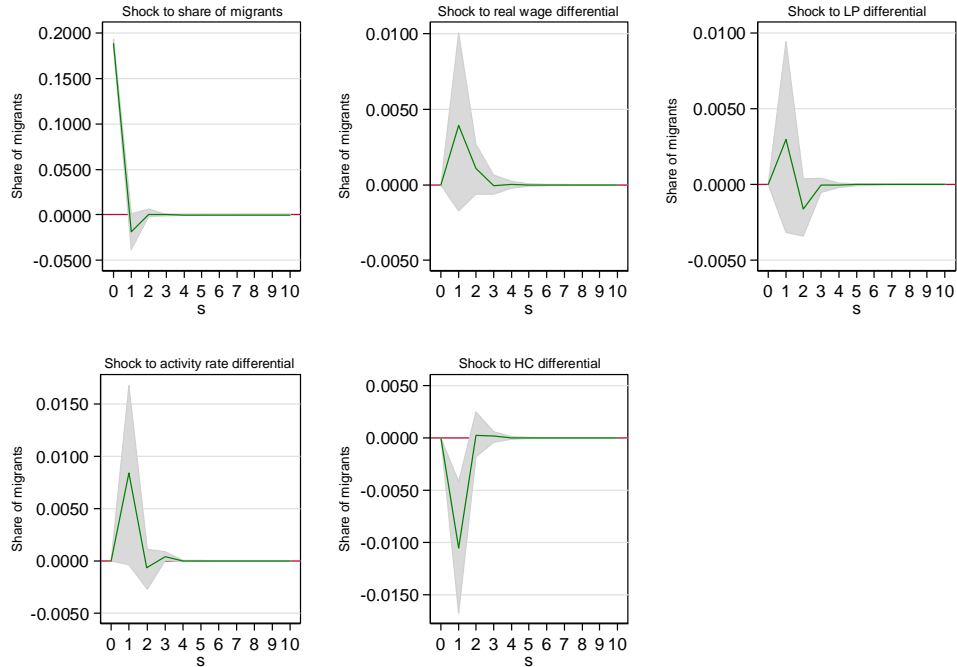 Shock to share of migrants
Share of migrants
0.2000
0.1500
0.1000
0.0500
0.0000
-0.0500
0 1 2 3 4 5 6 7 8 9 10
s
Shock to real wage differential
Share of migrants
0.0100
0.0050
0.0000
-0.0050
0 1 2 3 4 5 6 7 8 9 10
s
Shock to LP differential
Share of migrants
0.0100
0.0050
0.0000
-0.0050
0 1 2 3 4 5 6 7 8 9 10
s
Shock to activity rate differential
Share of migrants
0.0150
0.0100
0.0050
0.0000
-0.0050
0 1 2 3 4 5 6 7 8 9 10
s
Shock to HC differential
Share of migrants
0.0050
0.0000
-0.0050
-0.0100
-0.0150
0 1 2 3 4 5 6 7 8 9 10
s